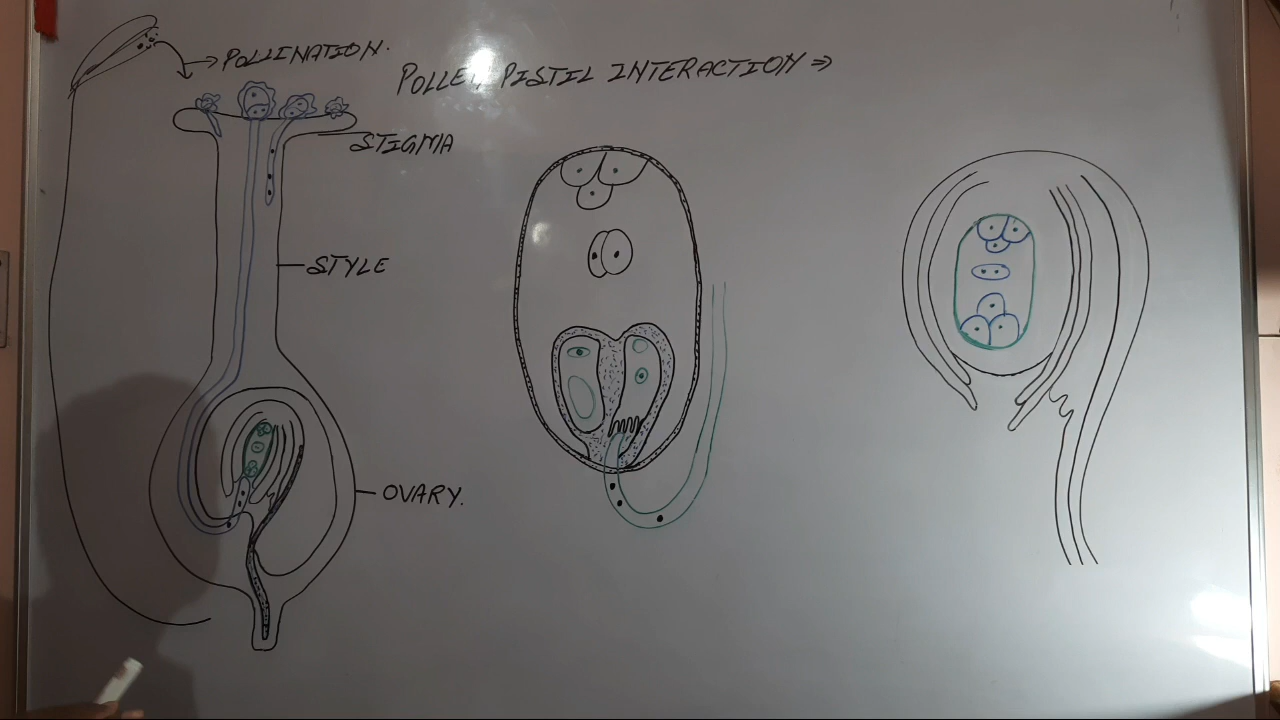 → POLLINATION.
POLLEN PISTIL INTERACTION ⇒
STIGMA
STYLE
OVARY.